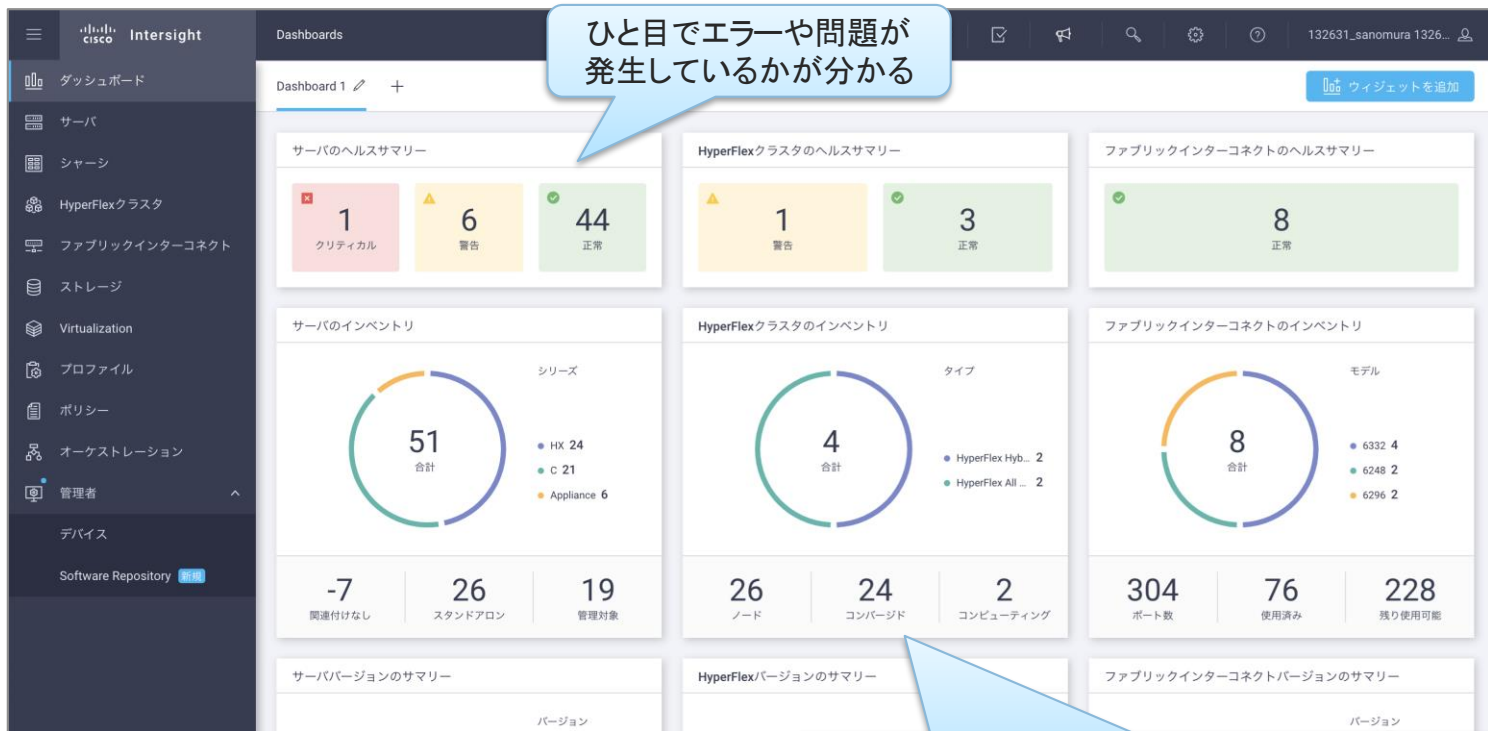 cisco Intersight
Dashboards
ひと目でエラーや問題が
発生しているかが分かる
132631_sanomura 1326...
ダッシュボード
サーバ
シャーシ
HyperFlexクラスタ
ファブリックインターコネクト
ストレージ
Virtualization
プロファイル
ポリシー
オーケストレーション
管理者
デバイス
Software Repository 新規
Dashboard 1
ウィジェットを追加
サーバのヘルスサマリー
1
クリティカル
6
警告
44
正常
HyperFlexクラスタのヘルスサマリー
1
警告
3
正常
ファブリックインターコネクトのヘルスサマリー
8
正常
サーバのインベントリ
シリーズ
51
合計
HX 24
C 21
Appliance 6
-7
関連付けなし
26
スタンドアロン
19
管理対象
HyperFlexクラスタのインベントリ
タイプ
4
合計
HyperFlex Hyb... 2
HyperFlex All ... 2
26
ノード
24
コンバージド
2
コンピューティング
ファブリックインターコネクトのインベントリ
モデル
8
合計
6332 4
6248 2
6296 2
304
ポート数
76
使用済み
228
残り使用可能
サーババージョンのサマリー
バージョン
HyperFlexバージョンのサマリー
ファブリックインターコネクトバージョンのサマリー
バージョン